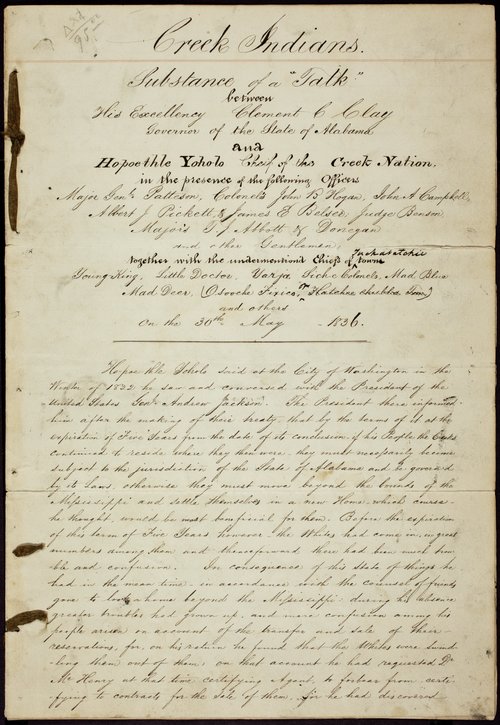 Add
95.02
Creek Indians.
Substance of a "Talk"
between
His Excellency Clement C Clay
Governor of the State of Alabama
and
Hopoethle Yoholo Chief of the Creek Nation.
in the presence of the following Officers
Major Genl. Patteson, Colonels John B Hogan, John A Campbell,
Albert J Pickett & James E Belser, Judge Benson
Majors Abbott & Donegan
and other Gentlemen,
together with the undermentioned Chiefs of Tuckabatchie town
Young King, Little Doctor, Yarja Colonels, Mad Blue
Mad Deer,
and others
On the 30th May 1836.
Hopoethle Yoholo said at the City of Washington in the
Winter of 1832 he saw and conversed with the President of the
United States Genl. Andrew Jackson. The President there informed
him after the making of their treaty, that by the terms of it at the
expiration of Five Years from the date of its conclusion, if his People the Creeks
continued to reside where they then were, they must necessarily become
subject to the jurisdiction of the State of Alabama and be governed
by its Laws, otherwise they must move beyond the bounds of the
Mississippi and settle themselves in a new Home, which course
he thought would be most beneficial for them. Before the expiration
of this term of Five Years however the Whites had come in, in great
numbers among them and thenceforward there had been much trou-
ble and confusion. In consequence of this State of things he
had in the mean time in accordance with the counsel of friends
gone to look a home beyond the Mississippi: during his absence
greater troubles had grown up, and more confusion among his
people arisen on account of the transfer and sale of their
reservations, for, on his return he found that the Whites were swind-
ling them out of them, on that account he had requested Dr
McHenry at that time certifying Agent, to forbear from certi-
fying to contracts for the sale of them, for he had discovered